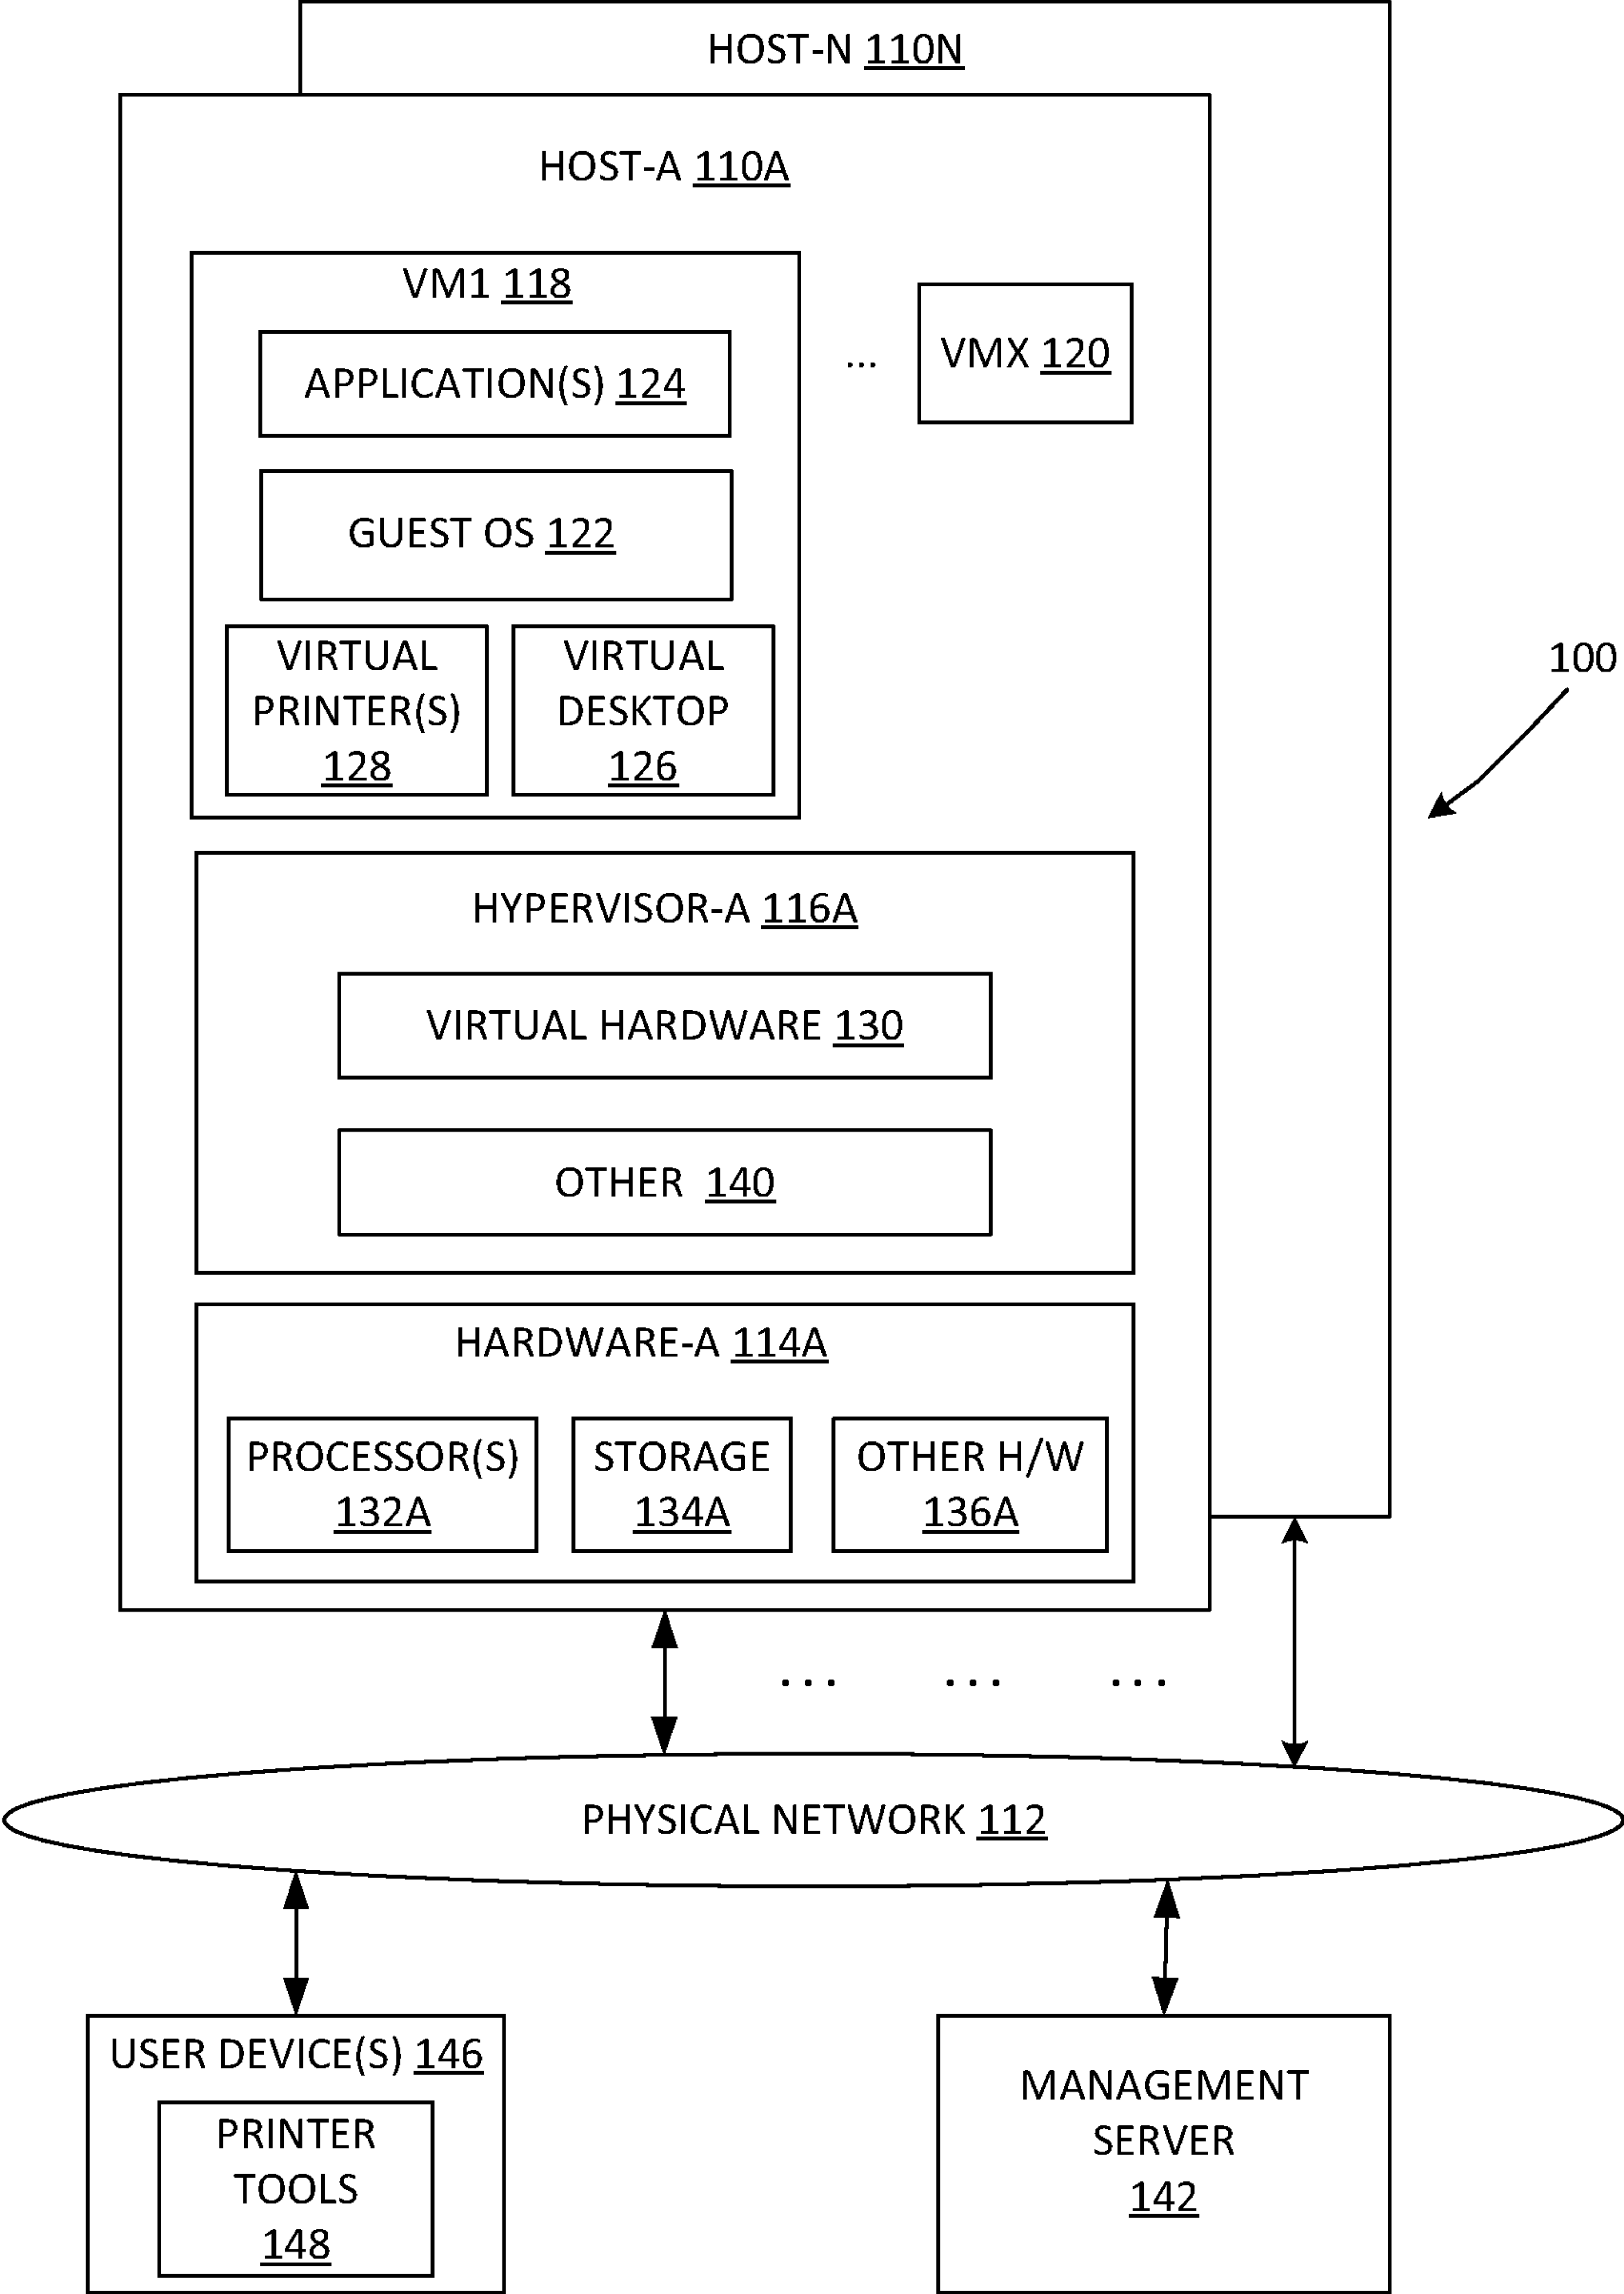 HOST-N 110N
HOST-A 110A
VM1 118
APPLICATION(S) 124
... VMX 120
GUEST OS 122
VIRTUAL
PRINTER(S)
128
VIRTUAL
DESKTOP
126
100
HYPERVISOR-A 116A
VIRTUAL HARDWARE 130
OTHER 140
HARDWARE-A 114A
PROCESSOR(S)
132A
STORAGE
134A
OTHER H/W
136A
... ... ...
PHYSICAL NETWORK 112
USER DEVICE(S) 146
PRINTER
TOOLS
148
MANAGEMENT
SERVER
142